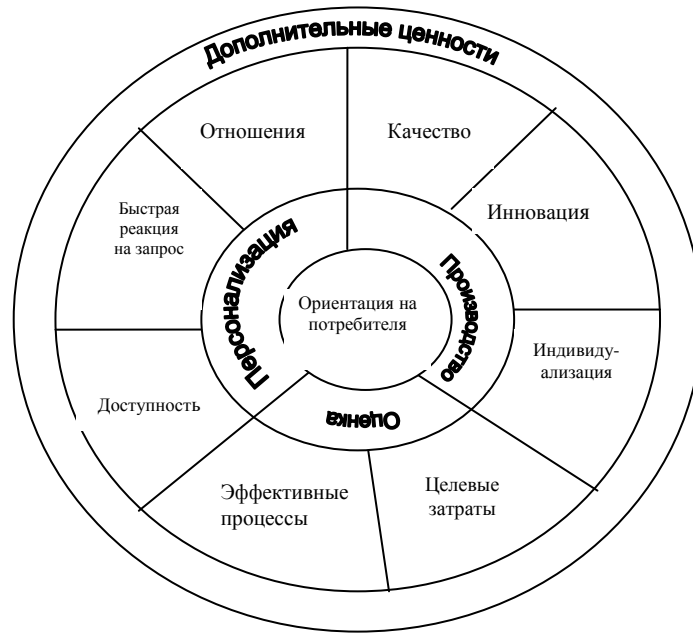 Дополнительные ценности
Отношения
Качество
Быстрая
реакция
на запрос
Инновация
Персонализация
Производство
Ориентация на
потребителя
Индивиду-
ализация
Доступность
Оценка
Эффективные
процессы
Целевые
затраты